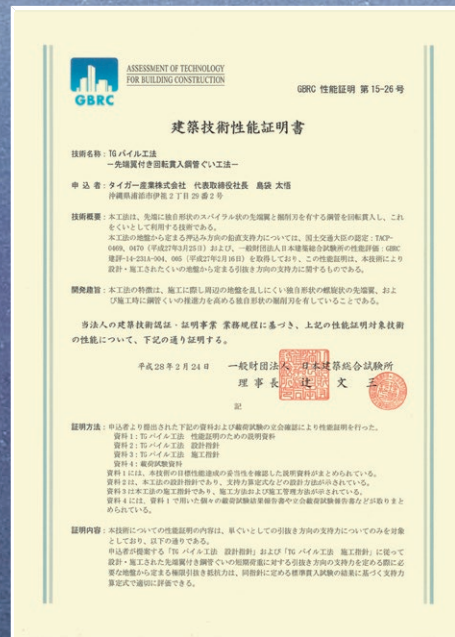 GBRC
ASSESSMENT OF TECHNOLOGY
FOR BUILDING CONSTRUCTION
GBRC 性能証明 第15-26号
建築技術性能証明書
技術名称：TGパイル工法
－先端翼付き回転貫入鋼管ぐい工法－
申込者：タイガー産業株式会社　代表取締役社長　島袋 太悟
沖縄県浦添市伊祖2丁目29番2号
技術概要：本工法は、先端に独自形状のスパイラル状の先端翼と掘削刃を有する鋼管を回転貫入し、これ
をくいとして利用する技術である。
本工法の地盤から定まる押込み方向の鉛直支持力については、国土交通大臣の認定：TACP-
0469、0470（平成27年3月25日）および、一般財団法人日本建築総合試験所の性能評価：GBRC
建評-14-231A-004、005（平成27年2月16日）を取得しており、この性能証明は、本技術により
設計・施工されたくいの地盤から定まる引抜き方向の支持力に関するものである。
開発趣旨：本工法の特徴は、施工に際し周辺の地盤を乱しにくい独自形状の螺旋状の先端翼、およ
び施工時に鋼管ぐいの推進力を高める独自形状の掘削刃を有していることである。
当法人の建築技術認証・証明事業 業務規程に基づき、上記の性能証明対象技術
の性能について、下記の通り証明する。
平成28年2月24日　一般財団法人 日本建築総合試験所
理事長 辻 文三
記
証明方法：申込者より提出された下記の資料および載荷試験の立会確認により性能証明を行った。
資料1：TGパイル工法 性能証明のための説明資料
資料2：TGパイル工法 設計指針
資料3：TGパイル工法 施工指針
資料4：載荷試験資料
資料1には、本技術の目標性能達成の妥当性を確認した説明資料がまとめられている。
資料2は、本工法の設計指針であり、支持力算定式などの設計方法が示されている。
資料3は本工法の施工指針であり、施工方法および施工管理方法が示されている。
資料4には、資料1で用いた個々の載荷試験結果報告書や立会載荷試験報告書などが取りまと
められている。
証明内容：本技術についての性能証明の内容は、単ぐいとしての引抜き方向の支持力についてのみを対象
としており、以下の通りである。
申込者が提案する「TGパイル工法 設計指針」および「TGパイル工法 施工指針」に従って
設計・施工された先端翼付き鋼管ぐいの短期荷重に対する引抜き方向の支持力を定める際に必
要な地盤から定まる極限引抜き抵抗力は、同指針に定める標準貫入試験の結果に基づく支持力
算定式で適切に評価できる。